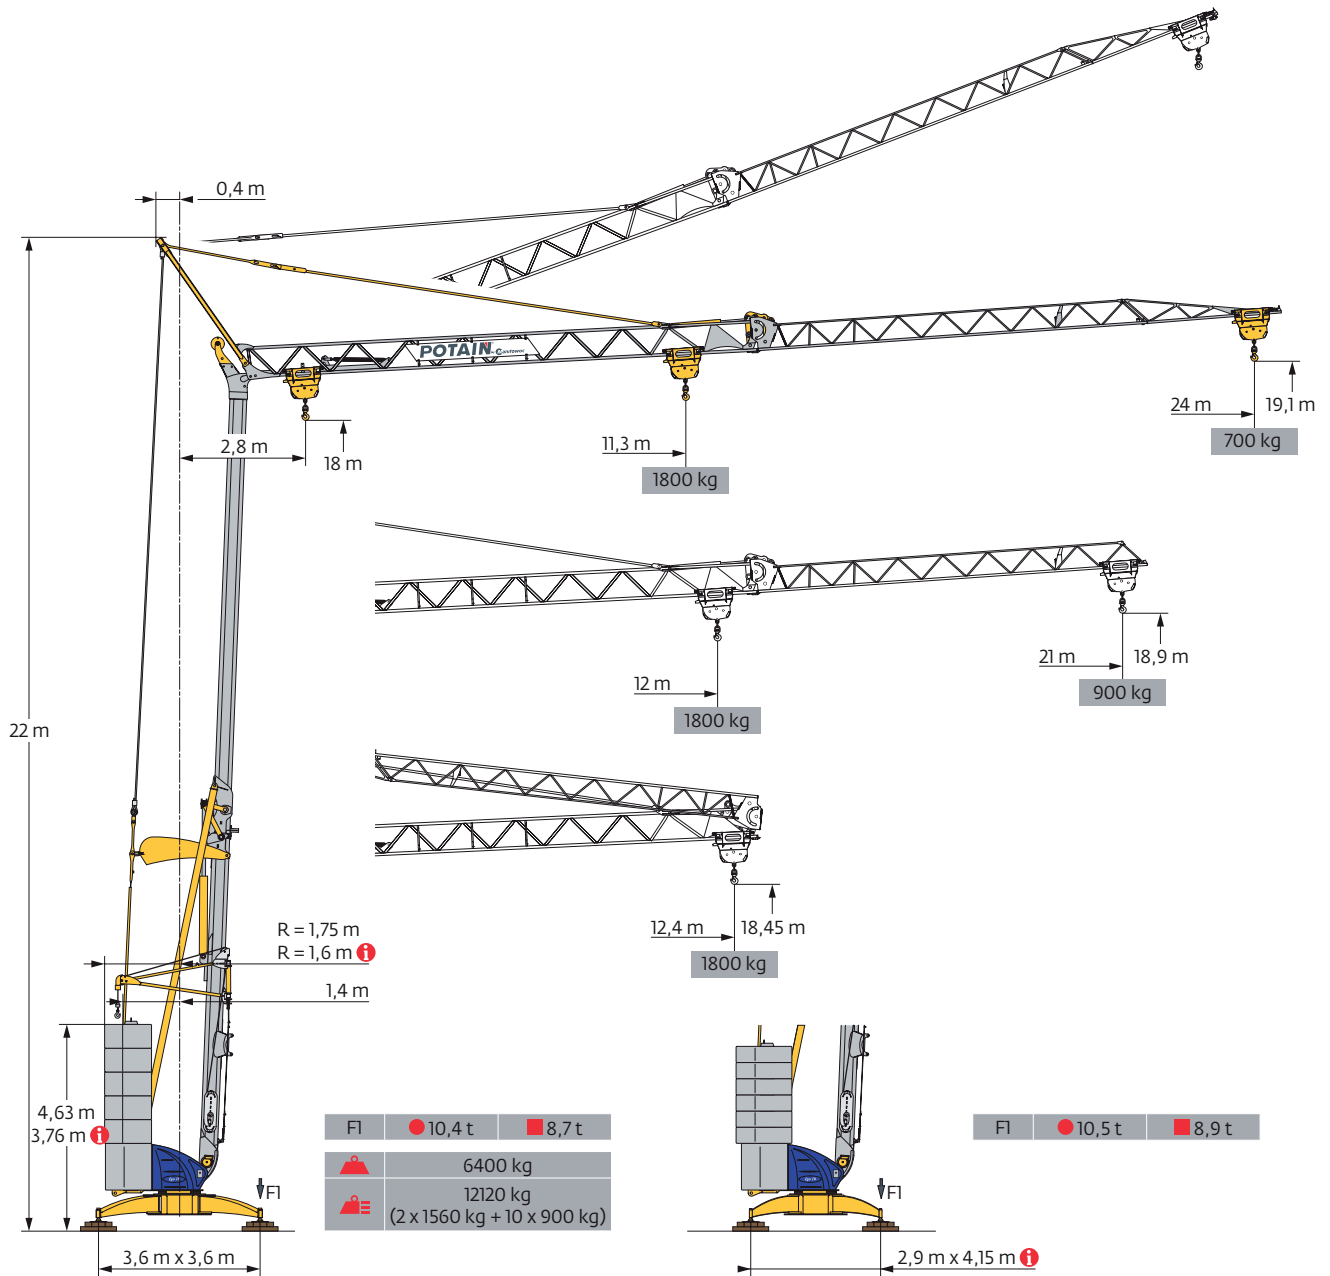 0,4 m
POTAIN
Manitowoc
2,8 m
18 m
11,3 m
1800 kg
24 m
19,1 m
700 kg
12 m
1800 kg
21 m
18,9 m
900 kg
22 m
12,4 m
18,45 m
1800 kg
R = 1,75 m
R = 1,6 m i
1,4 m
4,63 m
3,76 m i
F1
3,6 m x 3,6 m
F1 10,4 t 8,7 t
6400 kg
12120 kg
(2 x 1560 kg + 10 x 900 kg)
F1
2,9 m x 4,15 m i
F1 10,5 t 8,9 t